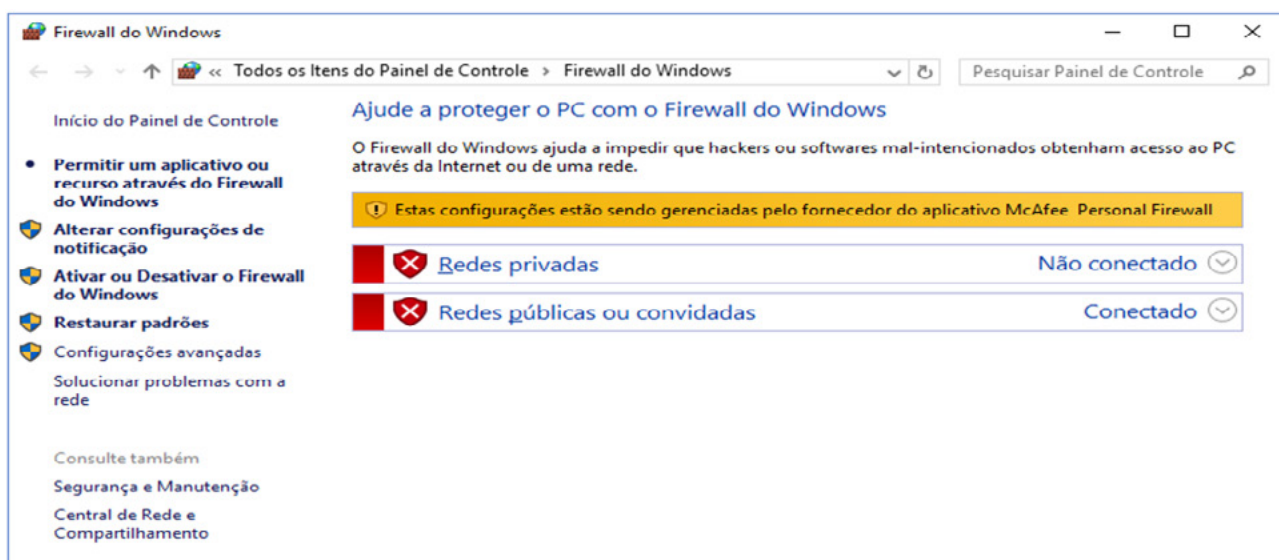 Firewall do Windows
« Todos os Itens do Painel de Controle > Firewall do Windows
Pesquisar Painel de Controle
Início do Painel de Controle
Permitir um aplicativo ou
recurso através do Firewall
do Windows
Alterar configurações de
notificação
Ativar ou Desativar o Firewall
do Windows
Restaurar padrões
Configurações avançadas
Solucionar problemas com a
rede
Consulte também
Segurança e Manutenção
Central de Rede e
Compartilhamento
Ajude a proteger o PC com o Firewall do Windows
O Firewall do Windows ajuda a impedir que hackers ou softwares mal-intencionados obtenham acesso ao PC
através da Internet ou de uma rede.
Estas configurações estão sendo gerenciadas pelo fornecedor do aplicativo McAfee Personal Firewall
Redes privadas Não conectado
Redes públicas ou convidadas Conectado